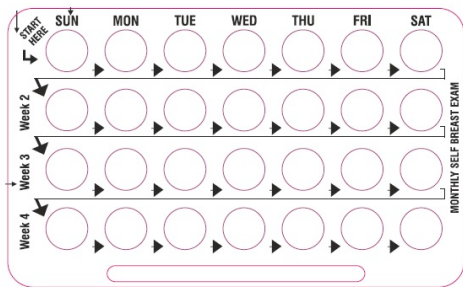 START
HERE
SUN MON TUE WED THU FRI SAT
Week 2
Week 3
Week 4
MONTHLY SELF BREAST EXAM